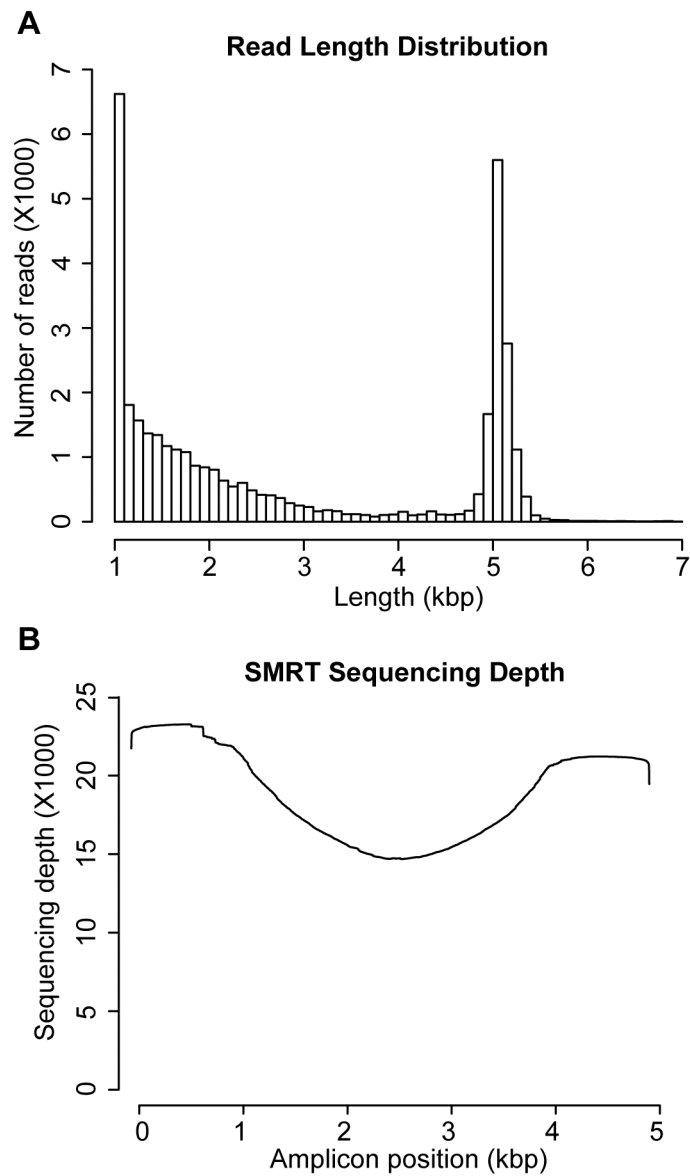 A
Read Length Distribution
Number of reads (X1000)
7
6
5
4
3
2
1
0
1 2 3 4 5 6 7
Length (kbp)
B
SMRT Sequencing Depth
Sequencing depth (X1000)
25
20
15
10
5
0
0 1 2 3 4 5
Amplicon position (kbp)